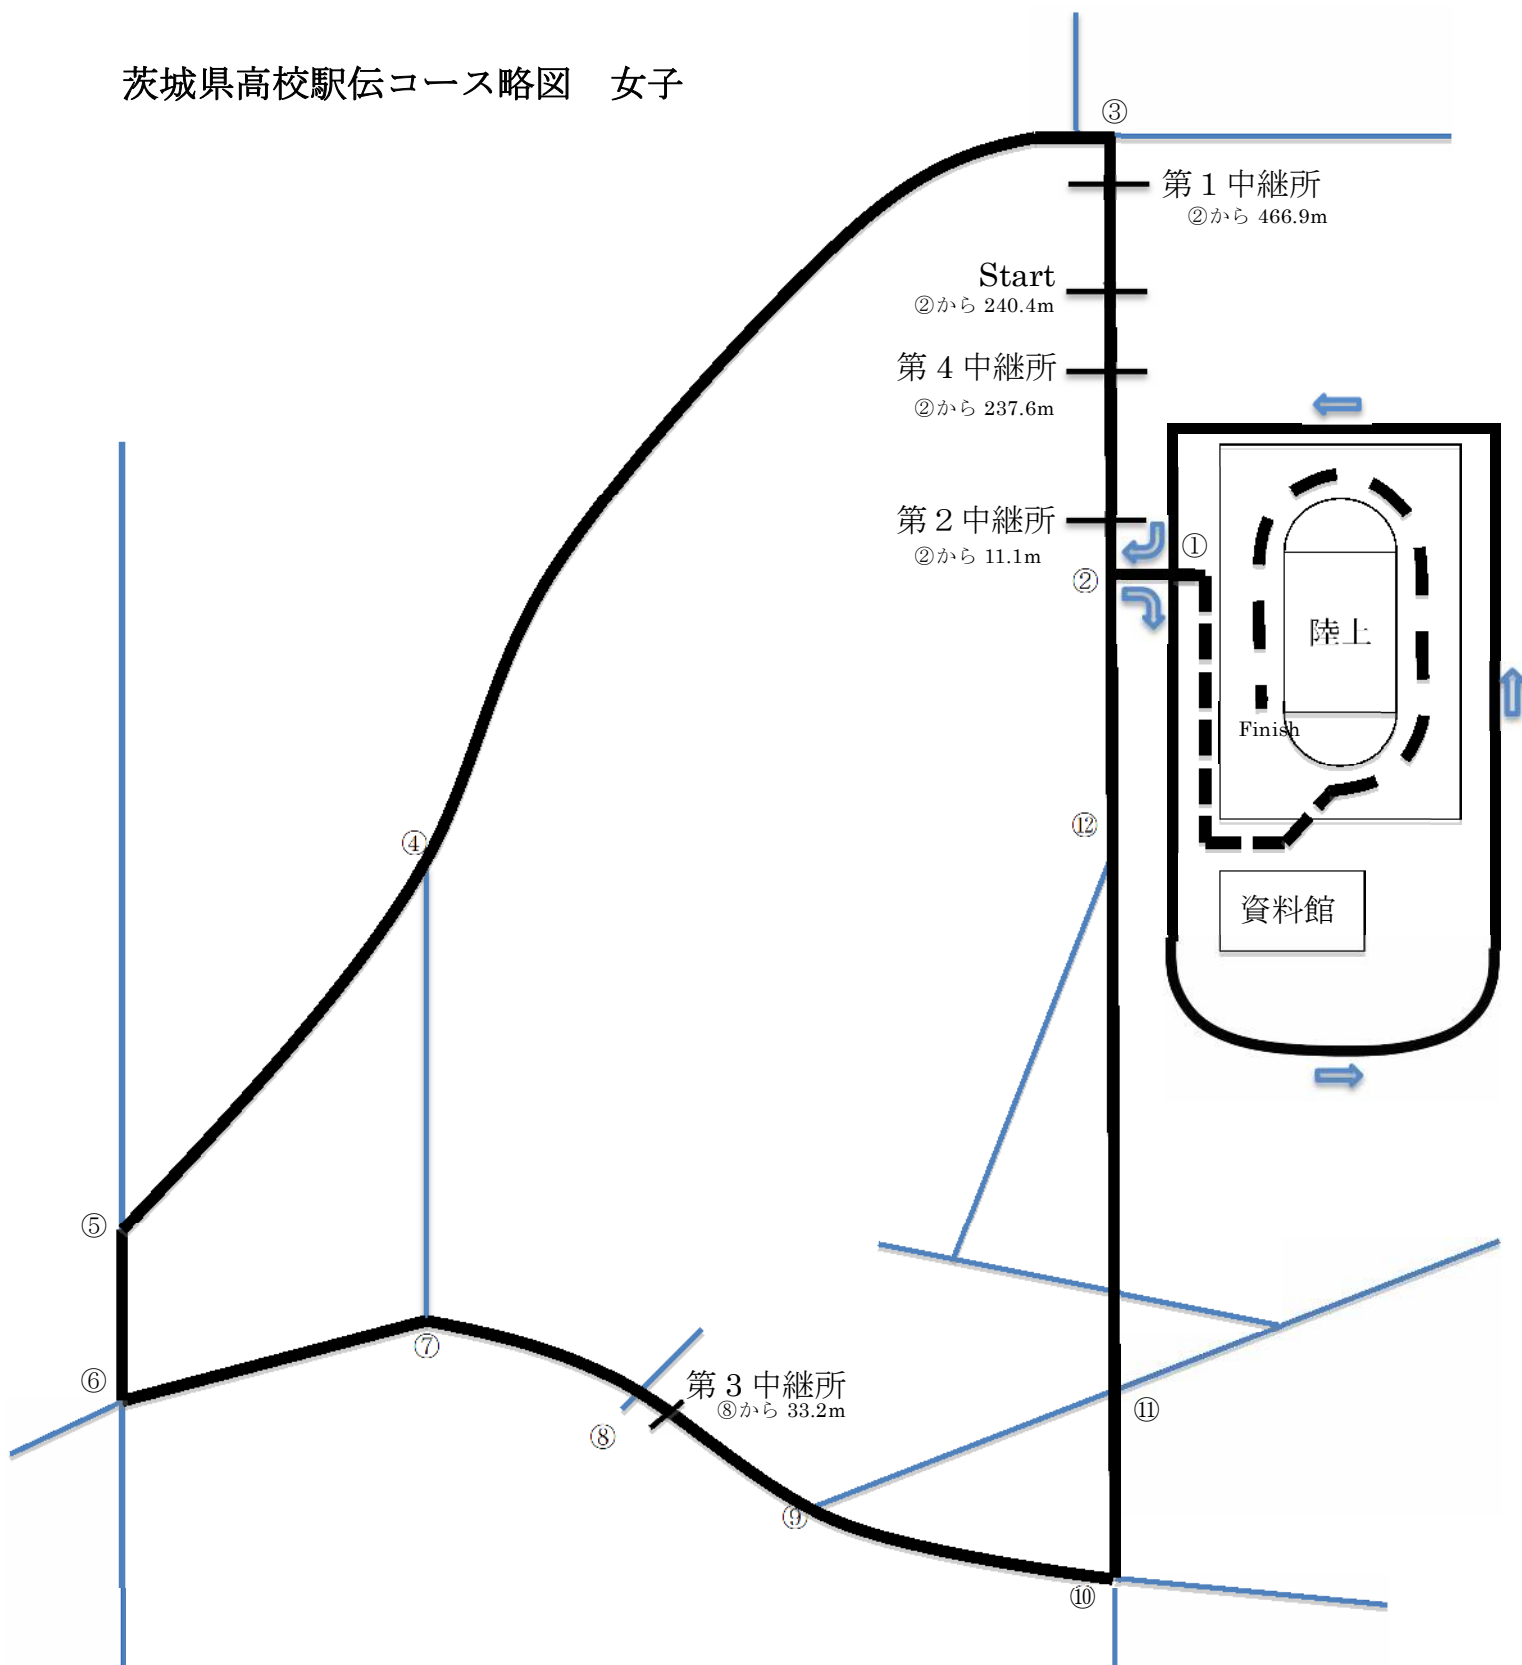 茨城県高校駅伝コース略図　女子
③
第1中継所
②から 466.9m
Start
②から 240.4m
第4中継所
②から 237.6m
第2中継所
②から 11.1m
①
②
陸上
Finish
⑫
④
資料館
⑤
⑦
⑥
第3中継所
⑧から 33.2m
⑪
⑧
⑨
⑩